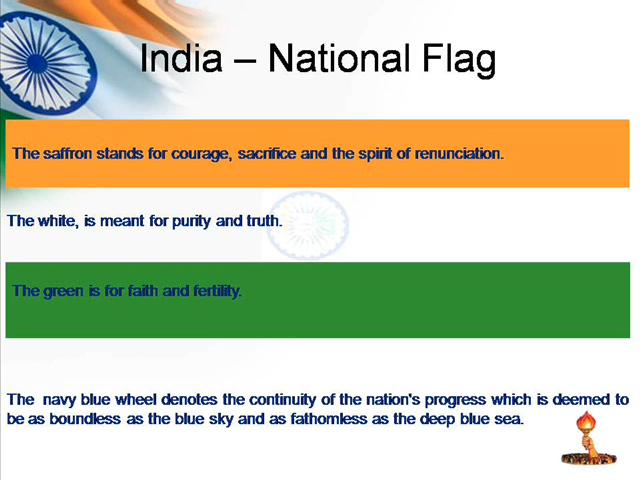 India – National Flag
The saffron stands for courage, sacrifice and the spirit of renunciation.
The white, is meant for purity and truth.
The green is for faith and fertility.
The  navy blue wheel denotes the continuity of the nation's progress which is deemed to
be as boundless as the blue sky and as fathomless as the deep blue sea.